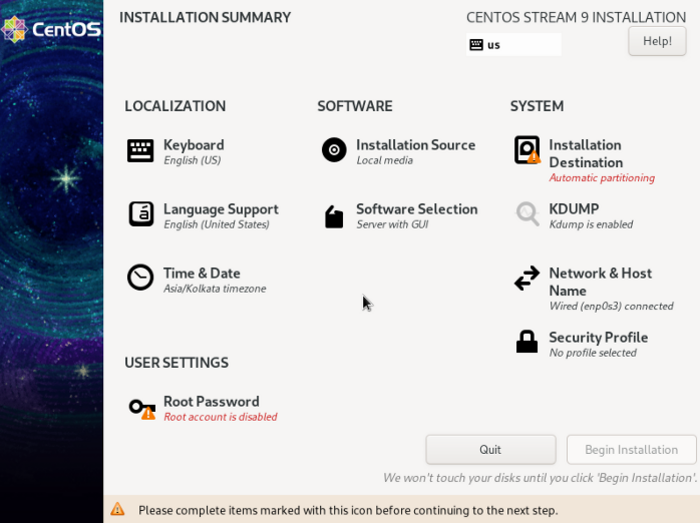 CentOS
INSTALLATION SUMMARY
CENTOS STREAM 9 INSTALLATION
us
Help!
LOCALIZATION
Keyboard
English (US)
Language Support
English (United States)
Time & Date
Asia/Kolkata timezone
SOFTWARE
Installation Source
Local media
Software Selection
Server with GUI
SYSTEM
Installation
Destination
Automatic partitioning
KDUMP
Kdump is enabled
Network & Host
Name
Wired (enp0s3) connected
Security Profile
No profile selected
USER SETTINGS
Root Password
Root account is disabled
Quit
Begin Installation
We won't touch your disks until you click 'Begin Installation'.
Please complete items marked with this icon before continuing to the next step.